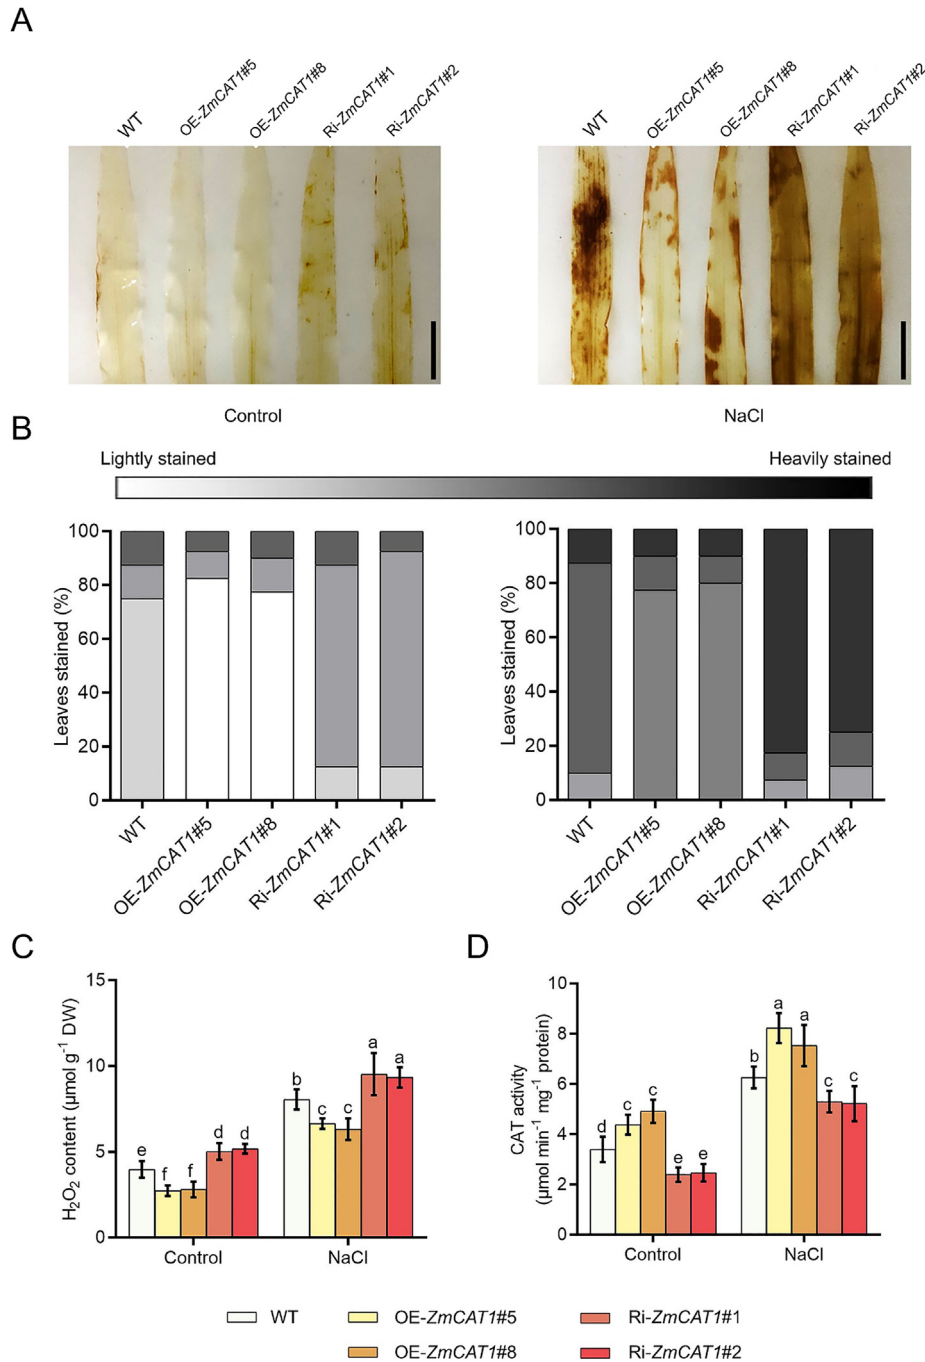 A
WT OE-ZmCAT1#5 OE-ZmCAT1#8 Ri-ZmCAT1#1 Ri-ZmCAT1#2
WT OE-ZmCAT1#5 OE-ZmCAT1#8 Ri-ZmCAT1#1 Ri-ZmCAT1#2
Control NaCl
B
Lightly stained Heavily stained
Leaves stained (%)
100
80
60
40
20
0
WT OE-ZmCAT1#5 OE-ZmCAT1#8 Ri-ZmCAT1#1 Ri-ZmCAT1#2
Leaves stained (%)
100
80
60
40
20
0
WT OE-ZmCAT1#5 OE-ZmCAT1#8 Ri-ZmCAT1#1 Ri-ZmCAT1#2
C
H₂O₂ content (µmol g⁻¹ DW)
15
10
5
0
e f f d d
b c c a a
Control NaCl
D
CAT activity
(µmol min⁻¹ mg⁻¹ protein)
10
8
6
4
2
0
d c c e e
b a a c c
Control NaCl
WT OE-ZmCAT1#5 Ri-ZmCAT1#1
OE-ZmCAT1#8 Ri-ZmCAT1#2